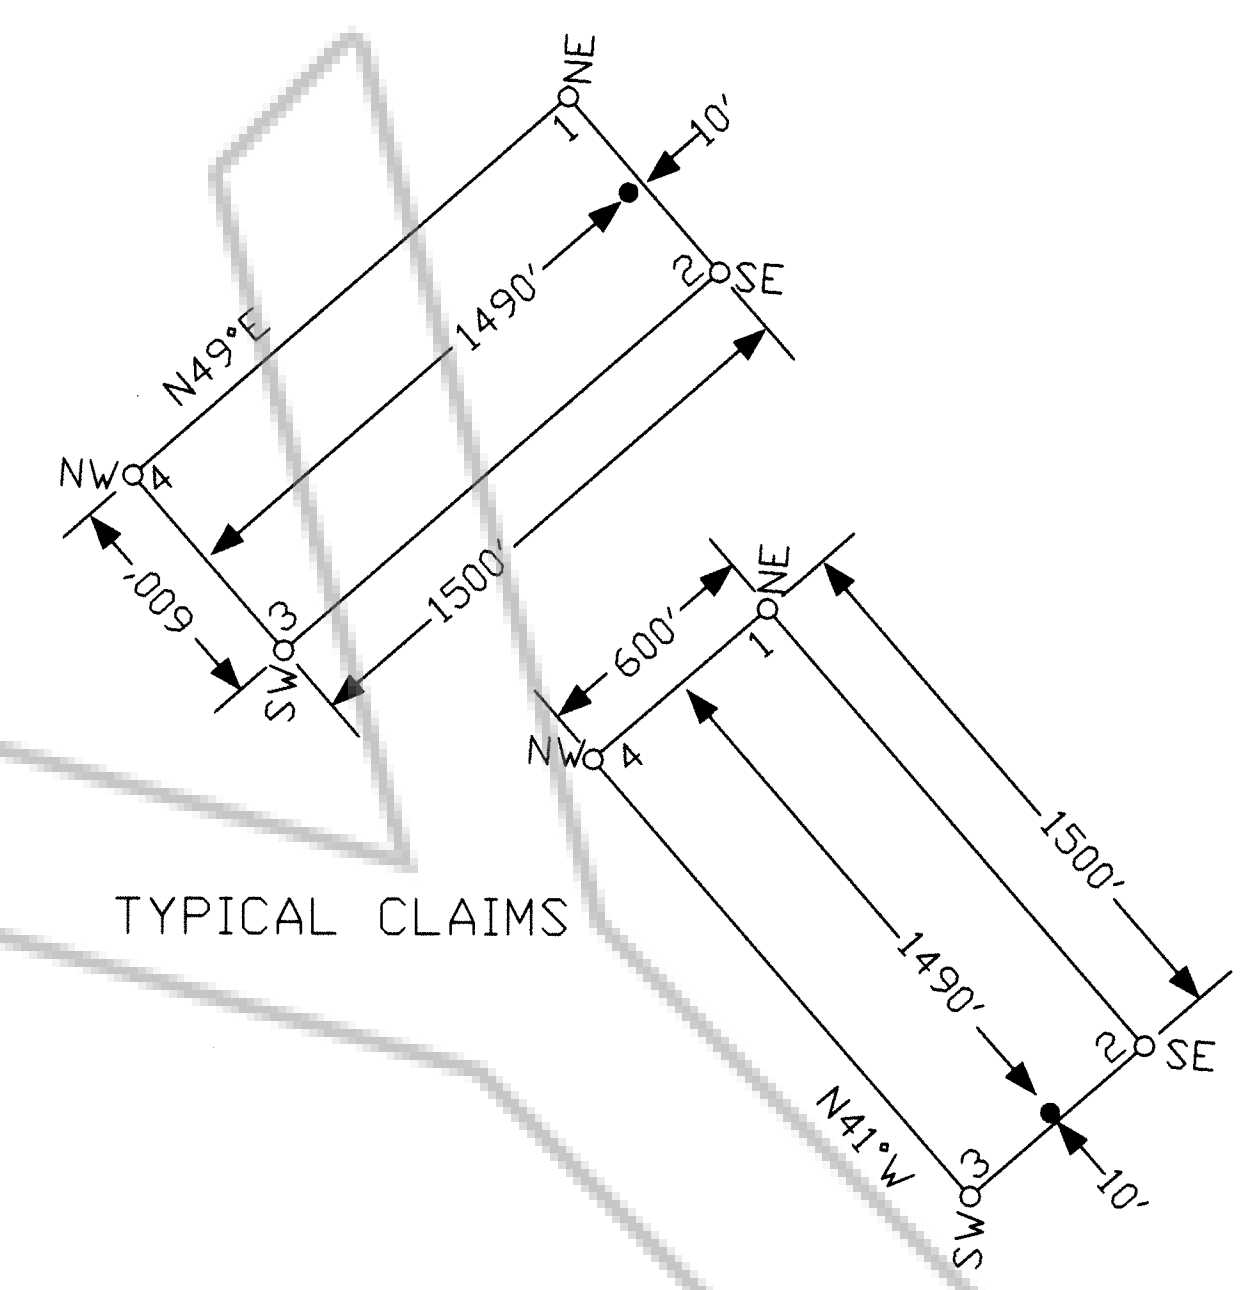 NE
1
10'
2
SE
1490'
N49°E
NW
4
600'
3
SW
1500'
NE
1
600'
NW
4
1500'
1490'
2
SE
N41°W
3
SW
10'
TYPICAL CLAIMS